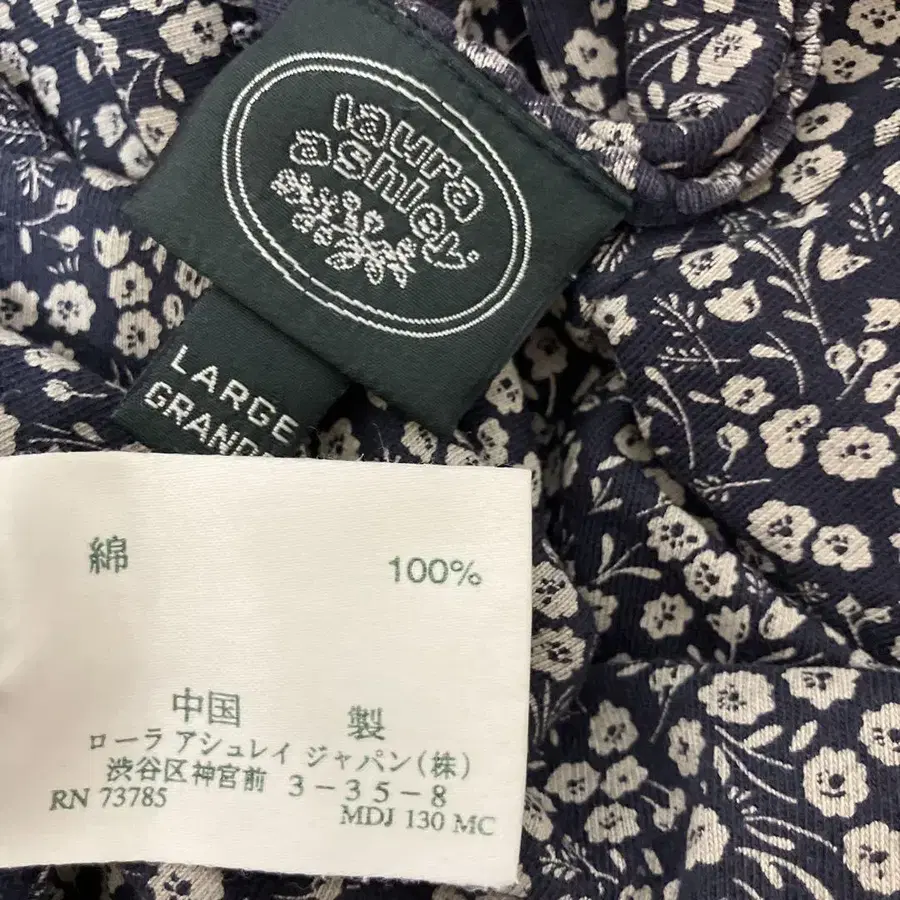 laura
ashley.
LARGE
GRAND
綿 100%
中国 製
ローラ アシュレイ ジャパン(株)
渋谷区神宮前 3-35-8
RN 73785
MDJ 130 MC